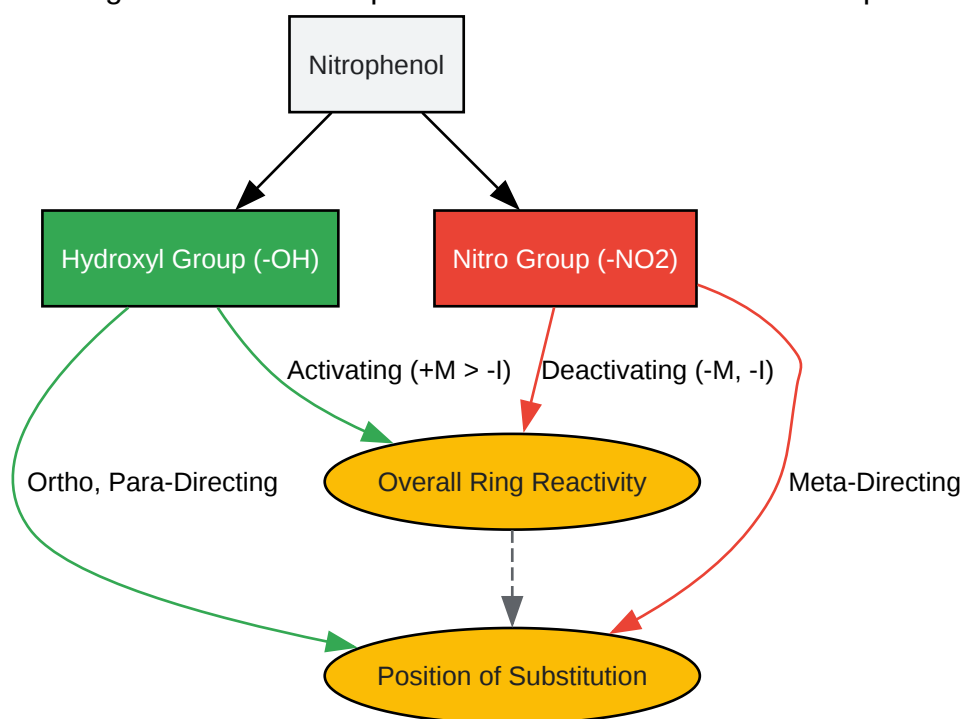 Nitrophenol
Hydroxyl Group (-OH)
Nitro Group (-NO2)
Activating (+M > -I)
Deactivating (-M, -I)
Ortho, Para-Directing
Overall Ring Reactivity
Meta-Directing
Position of Substitution